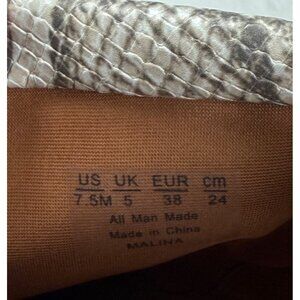 US UK EUR cm
7.5M 5 38 24
All Man Made
Made in China
MALINA